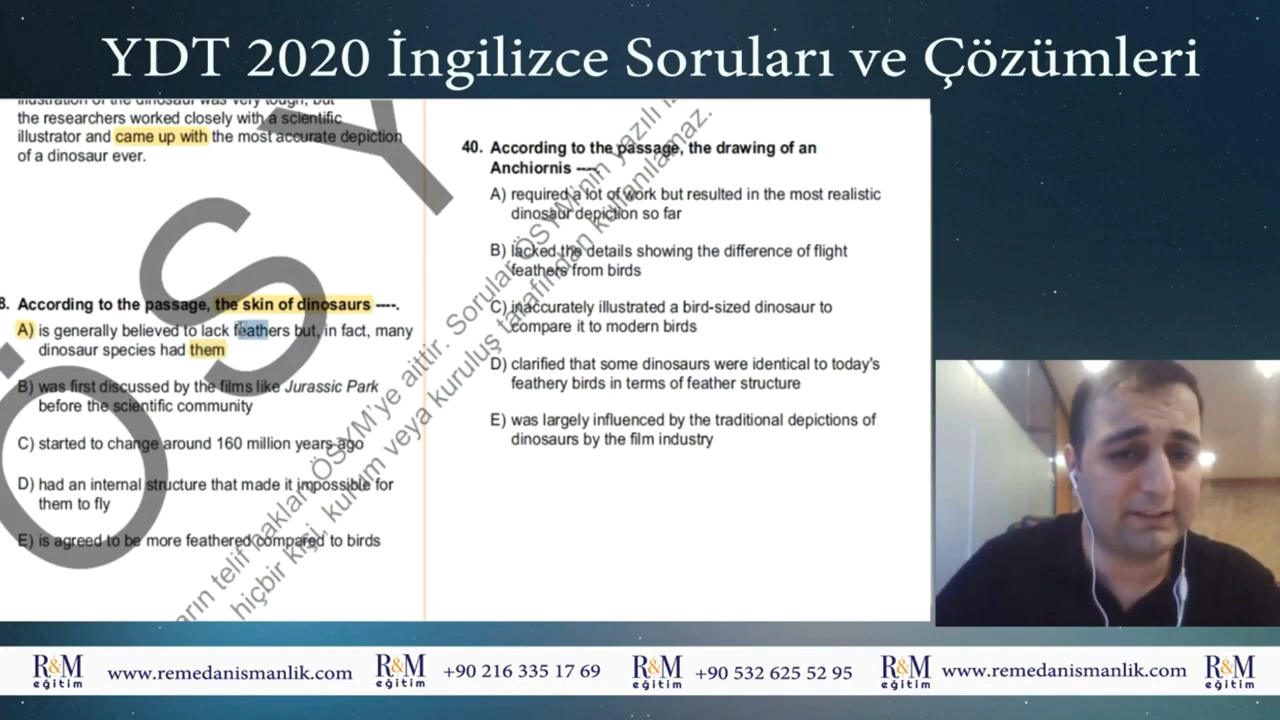 YDT 2020 İngilizce Soruları ve Çözümleri
illustration of the dinosaur was very tough, but
the researchers worked closely with a scientific
illustrator and came up with the most accurate depiction
of a dinosaur ever.
8. According to the passage, the skin of dinosaurs ----.
A) is generally believed to lack feathers but, in fact, many
dinosaur species had them
B) was first discussed by the films like Jurassic Park
before the scientific community
C) started to change around 160 million years ago
D) had an internal structure that made it impossible for
them to fly
E) is agreed to be more feathered compared to birds
40. According to the passage, the drawing of an
Anchiornis ----.
A) required a lot of work but resulted in the most realistic
dinosaur depiction so far
B) lacked the details showing the difference of flight
feathers from birds
C) inaccurately illustrated a bird-sized dinosaur to
compare it to modern birds
D) clarified that some dinosaurs were identical to today's
feathery birds in terms of feather structure
E) was largely influenced by the traditional depictions of
dinosaurs by the film industry
ÖSY
arın telif hakları ÖSYM'ye aittir. Sorular ÖSYM'nin yazılı
hiçbir kişi, kurum veya kuruluş tarafından kullanılamaz.
R&M eğitim www.remedanismanlik.com R&M eğitim +90 216 335 17 69 R&M eğitim +90 532 625 52 95 R&M eğitim www.remedanismanlik.com R&M eğitim